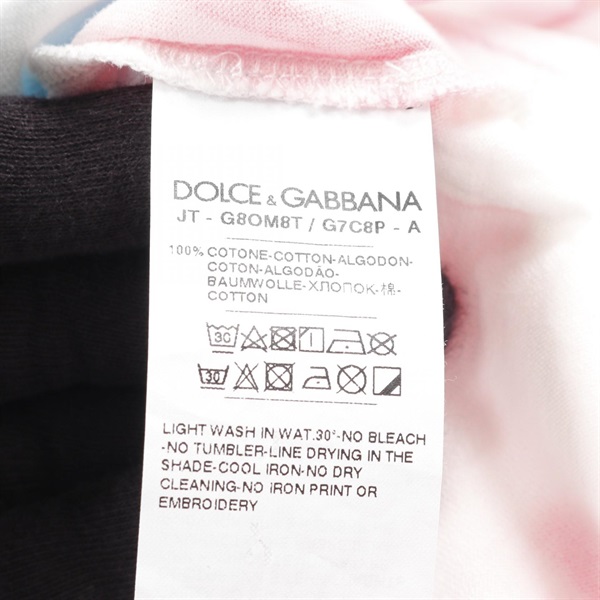 DOLCE & GABBANA
JT - G8OM8T / G7C8P - A
100% COTONE-COTTON-ALGODON-
COTON-ALGODÃO-
BAUMWOLLE-ХЛОПОК-棉-
COTTON
30
30
LIGHT WASH IN WAT.30°-NO BLEACH
-NO TUMBLER-LINE DRYING IN THE
SHADE-COOL IRON-NO DRY
CLEANING-NO IRON PRINT OR
EMBROIDERY